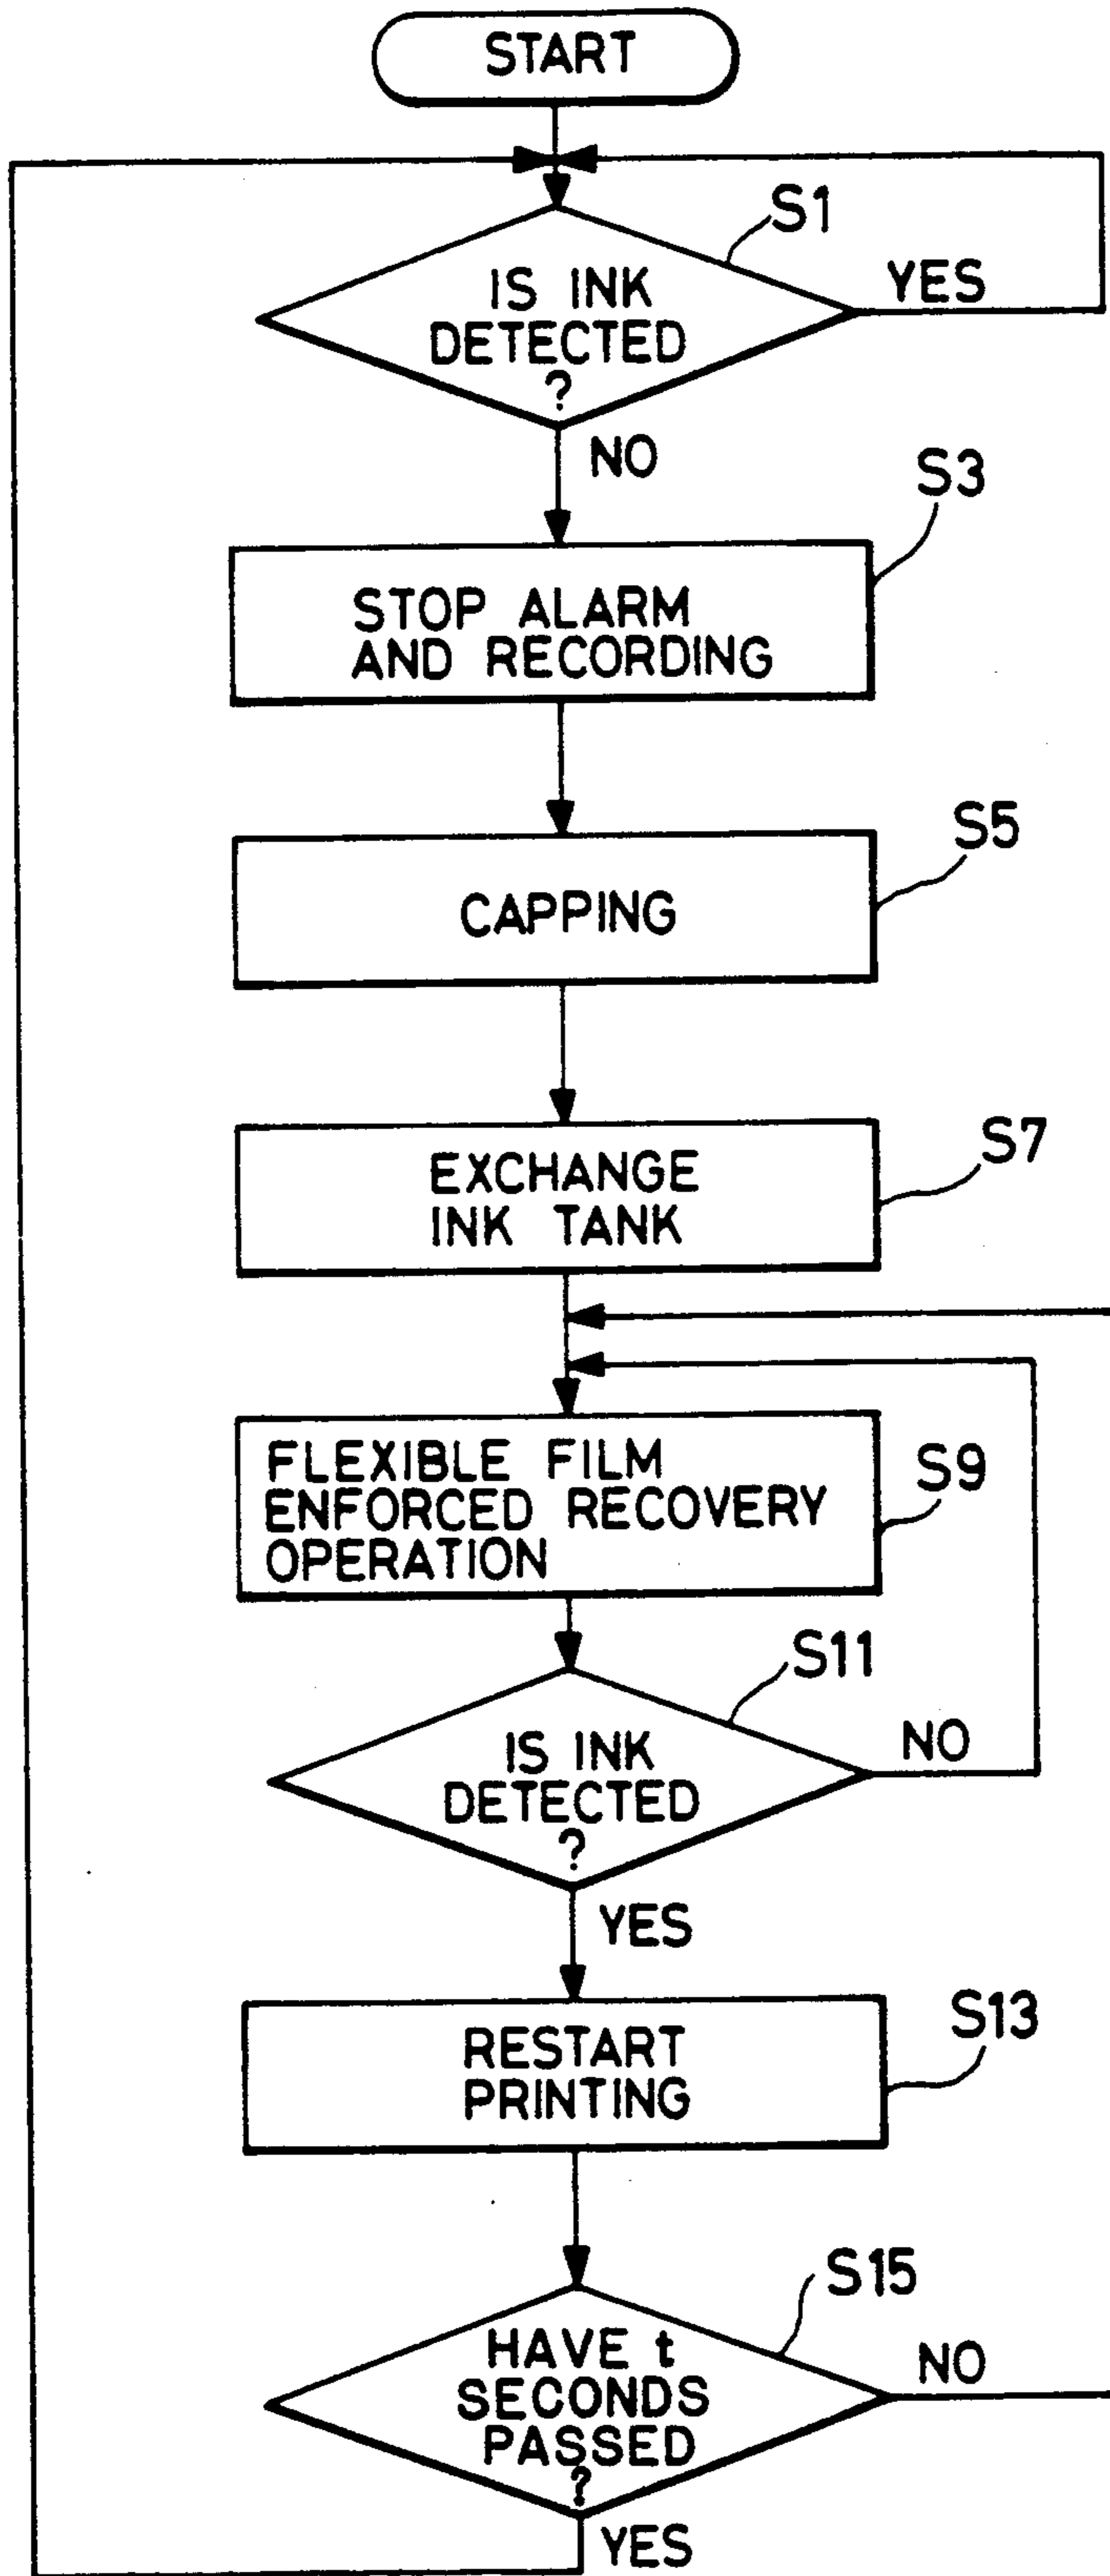 START
S1
IS INK
DETECTED
?
YES
NO
S3
STOP ALARM
AND RECORDING
S5
CAPPING
S7
EXCHANGE
INK TANK
S9
FLEXIBLE FILM
ENFORCED RECOVERY
OPERATION
S11
IS INK
DETECTED
?
NO
YES
S13
RESTART
PRINTING
S15
HAVE t
SECONDS
PASSED
?
NO
YES